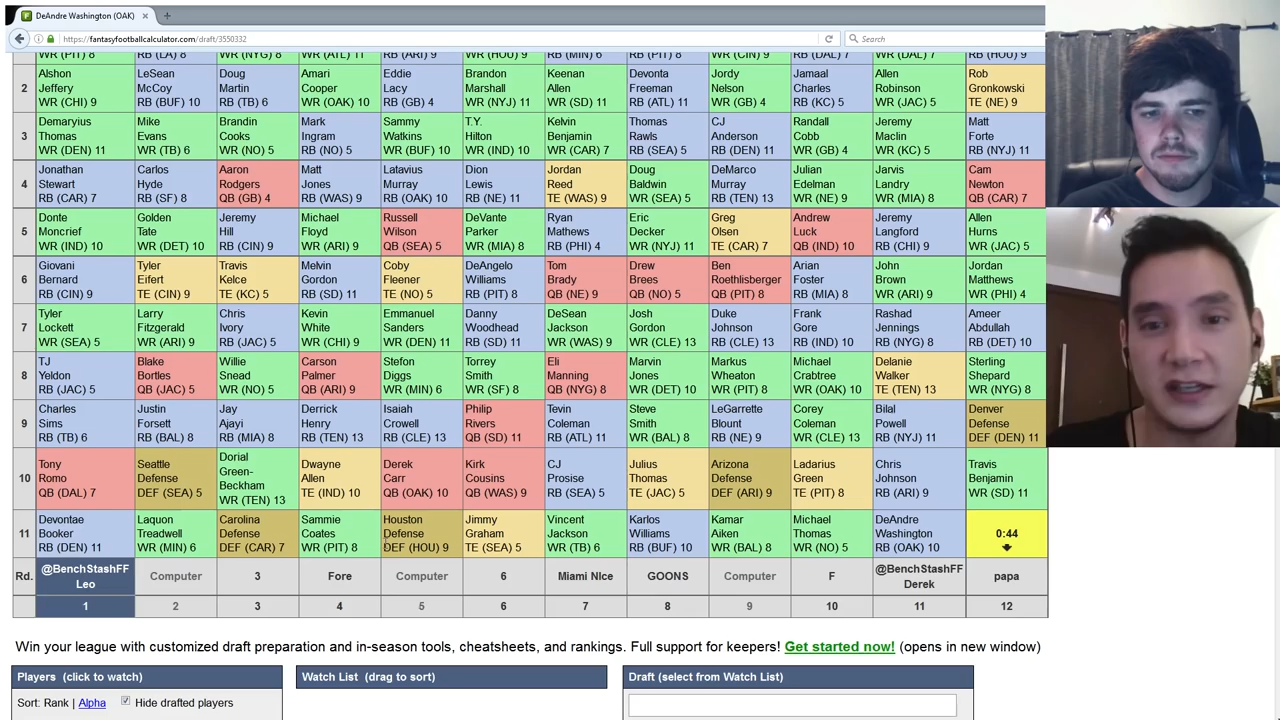 DeAndre Washington (OAK)
https://fantasyfootballcalculator.com/draft/3550332
Search
WR (PIT) 8 RB (LA) 8 WR (NYG) 8 WR (ATL) 11 RB (ARI) 9 WR (HOU) 9 RB (MIN) 6 RB (PIT) 8 WR (CIN) 9 RB (DAL) 7 WR (DAL) 7 WR (HOU) 9
2 Alshon LeSean Doug Amari Eddie Brandon Keenan Devonta Jordy Jamaal Allen Rob
Jeffery McCoy Martin Cooper Lacy Marshall Allen Freeman Nelson Charles Robinson Gronkowski
WR (CHI) 9 RB (BUF) 10 RB (TB) 6 WR (OAK) 10 RB (GB) 4 WR (NYJ) 11 WR (SD) 11 RB (ATL) 11 WR (GB) 4 RB (KC) 5 WR (JAC) 5 TE (NE) 9
3 Demaryius Mike Brandin Mark Sammy T.Y. Kelvin Thomas CJ Randall Jeremy Matt
Thomas Evans Cooks Ingram Watkins Hilton Benjamin Rawls Anderson Cobb Maclin Forte
WR (DEN) 11 WR (TB) 6 WR (NO) 5 RB (NO) 5 WR (BUF) 10 WR (IND) 10 WR (CAR) 7 RB (SEA) 5 RB (DEN) 11 WR (GB) 4 WR (KC) 5 RB (NYJ) 11
4 Jonathan Carlos Aaron Matt Latavius Dion Jordan Doug DeMarco Julian Jarvis Cam
Stewart Hyde Rodgers Jones Murray Lewis Reed Baldwin Murray Edelman Landry Newton
RB (CAR) 7 RB (SF) 8 QB (GB) 4 RB (WAS) 9 RB (OAK) 10 RB (NE) 11 TE (WAS) 9 WR (SEA) 5 RB (TEN) 13 WR (NE) 9 WR (MIA) 8 QB (CAR) 7
5 Donte Golden Jeremy Michael Russell DeVante Ryan Eric Greg Andrew Jeremy Allen
Moncrief Tate Hill Floyd Wilson Parker Mathews Decker Olsen Luck Langford Hurns
WR (IND) 10 WR (DET) 10 RB (CIN) 9 WR (ARI) 9 QB (SEA) 5 WR (MIA) 8 RB (PHI) 4 WR (NYJ) 11 TE (CAR) 7 QB (IND) 10 RB (CHI) 9 WR (JAC) 5
6 Giovani Tyler Travis Melvin Coby DeAngelo Tom Drew Ben Arian John Jordan
Bernard Eifert Kelce Gordon Fleener Williams Brady Brees Roethlisberger Foster Brown Matthews
RB (CIN) 9 TE (CIN) 9 TE (KC) 5 RB (SD) 11 TE (NO) 5 RB (PIT) 8 QB (NE) 9 QB (NO) 5 QB (PIT) 8 RB (MIA) 8 WR (ARI) 9 WR (PHI) 4
7 Tyler Larry Chris Kevin Emmanuel Danny DeSean Josh Duke Frank Rashad Ameer
Lockett Fitzgerald Ivory White Sanders Woodhead Jackson Gordon Johnson Gore Jennings Abdullah
WR (SEA) 5 WR (ARI) 9 RB (JAC) 5 WR (CHI) 9 WR (DEN) 11 RB (SD) 11 WR (WAS) 9 WR (CLE) 13 RB (CLE) 13 RB (IND) 10 RB (NYG) 8 RB (DET) 10
8 TJ Blake Willie Carson Stefon Torrey Eli Marvin Markus Michael Delanie Sterling
Yeldon Bortles Snead Palmer Diggs Smith Manning Jones Wheaton Crabtree Walker Shepard
RB (JAC) 5 QB (JAC) 5 WR (NO) 5 QB (ARI) 9 WR (MIN) 6 WR (SF) 8 QB (NYG) 8 WR (DET) 10 WR (PIT) 8 WR (OAK) 10 TE (TEN) 13 WR (NYG) 8
9 Charles Justin Jay Derrick Isaiah Philip Tevin Steve LeGarrette Corey Bilal Denver
Sims Forsett Ajayi Henry Crowell Rivers Coleman Smith Blount Coleman Powell Defense
RB (TB) 6 RB (BAL) 8 RB (MIA) 8 RB (TEN) 13 RB (CLE) 13 QB (SD) 11 RB (ATL) 11 WR (BAL) 8 RB (NE) 9 WR (CLE) 13 RB (NYJ) 11 DEF (DEN) 11
10 Tony Seattle Dorial Green-Beckham Dwayne Derek Kirk CJ Julius Arizona Ladarius Chris Travis
Romo Defense Allen Carr Cousins Prosise Thomas Defense Green Johnson Benjamin
QB (DAL) 7 DEF (SEA) 5 WR (TEN) 13 TE (IND) 10 QB (OAK) 10 QB (WAS) 9 RB (SEA) 5 TE (JAC) 5 DEF (ARI) 9 TE (PIT) 8 RB (ARI) 9 WR (SD) 11
11 Devontae Laquon Carolina Sammie Houston Jimmy Vincent Karlos Kamar Michael DeAndre 0:44
Booker Treadwell Defense Coates Defense Graham Jackson Williams Aiken Thomas Washington
RB (DEN) 11 WR (MIN) 6 DEF (CAR) 7 WR (PIT) 8 DEF (HOU) 9 TE (SEA) 5 WR (TB) 6 RB (BUF) 10 WR (BAL) 8 WR (NO) 5 RB (OAK) 10
Rd. @BenchStashFF Leo Computer 3 Fore Computer 6 Miami NIce GOONS Computer F @BenchStashFF Derek papa
1 2 3 4 5 6 7 8 9 10 11 12
Win your league with customized draft preparation and in-season tools, cheatsheets, and rankings. Full support for keepers! Get started now! (opens in new window)
Players (click to watch) Watch List (drag to sort) Draft (select from Watch List)
Sort: Rank | Alpha Hide drafted players